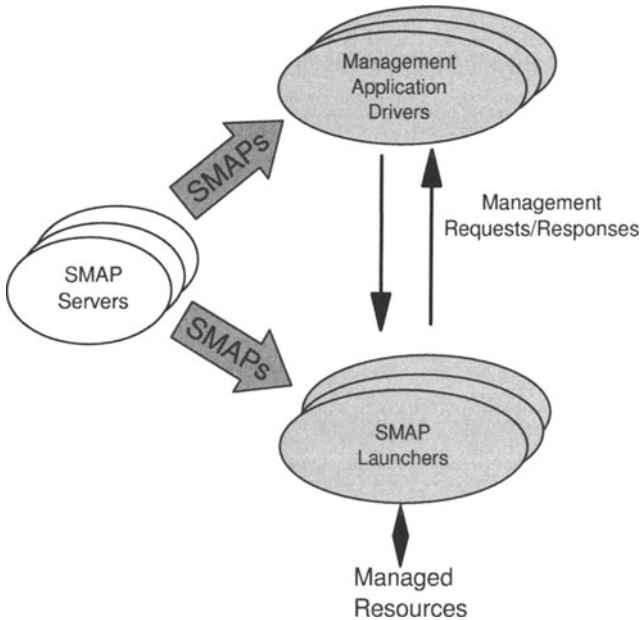 Management
Application
Drivers
SMAPs
Management
Requests/Responses
SMAP
Servers
SMAPs
SMAP
Launchers
Managed
Resources